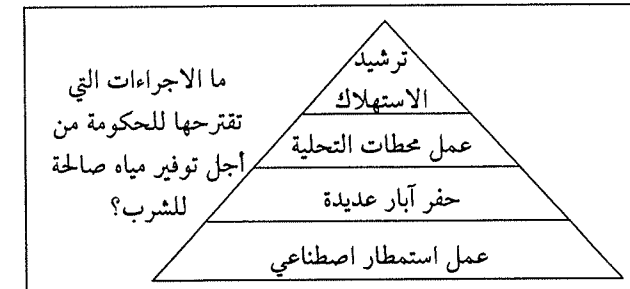 ما الاجراءات التي
تقترحها للحكومة من
أجل توفير مياه صالحة
للشرب؟
ترشيد
الاستهلاك
عمل محطات التحلية
حفر آبار عديدة
عمل استمطار اصطناعي